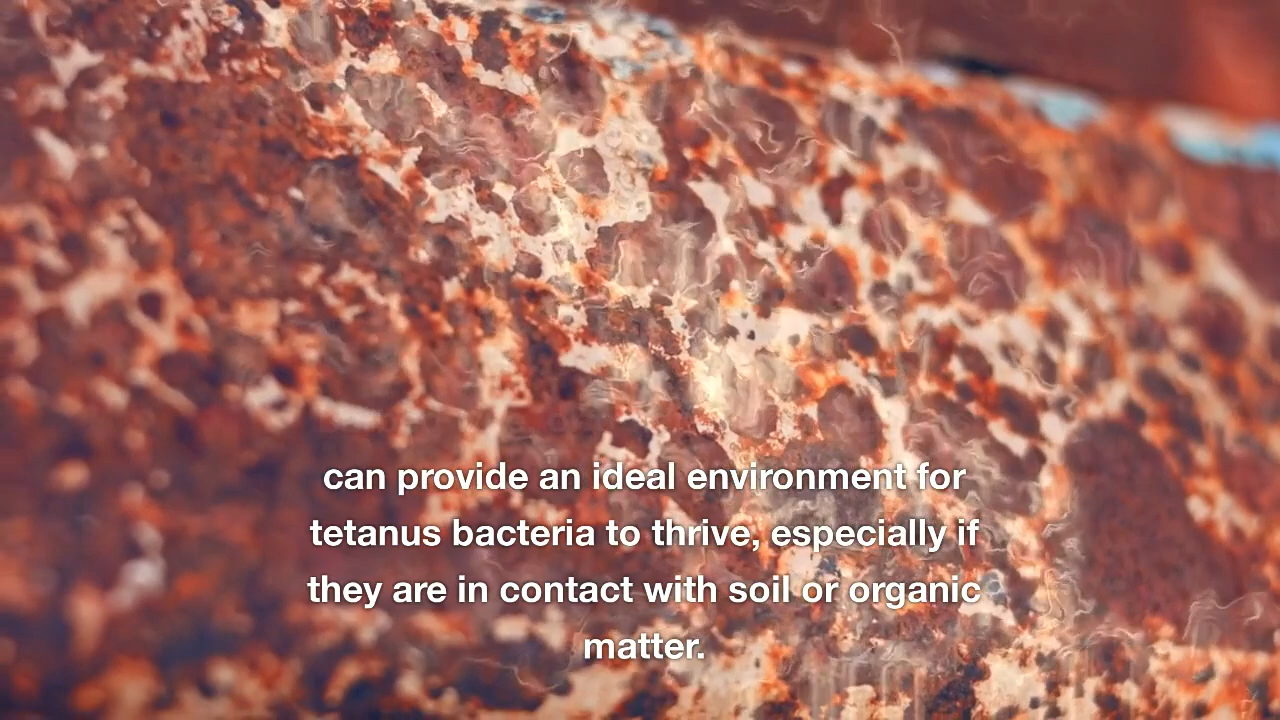 can provide an ideal environment for
tetanus bacteria to thrive, especially if
they are in contact with soil or organic
matter.